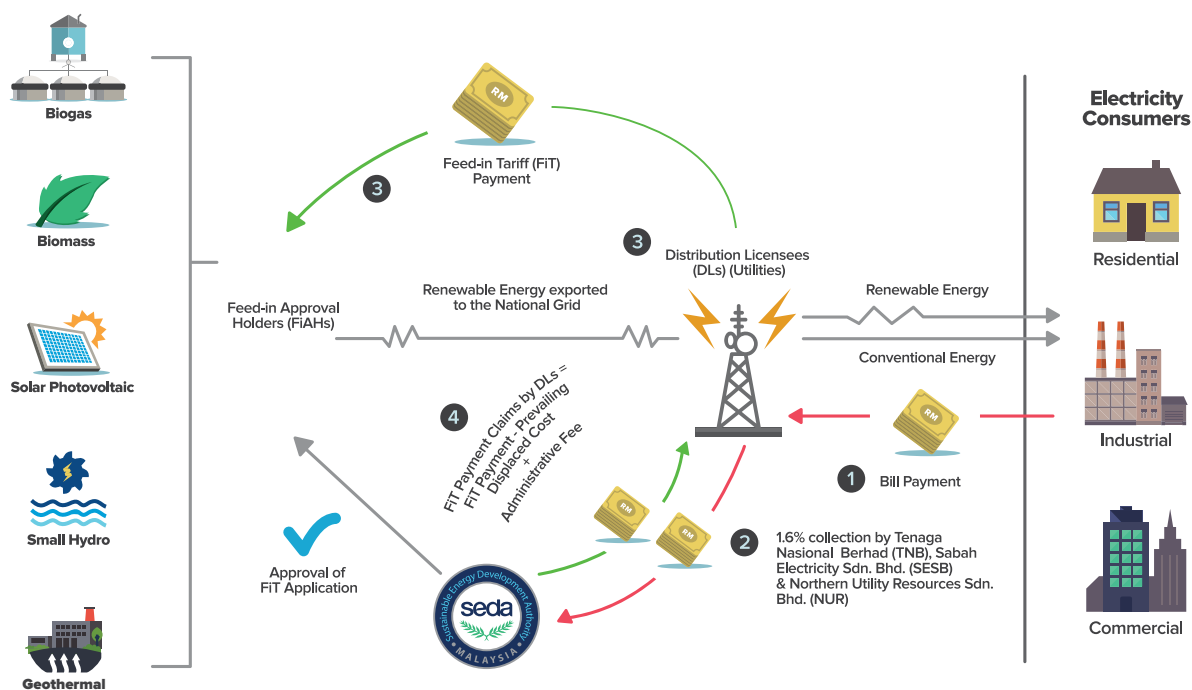 Biogas
Biomass
Solar Photovoltaic
Small Hydro
Geothermal
Feed-in Approval
Holders (FiAHs)
RM
Feed-in Tariff (FiT)
Payment
3
3
Distribution Licensees
(DLs) (Utilities)
Renewable Energy exported
to the National Grid
Renewable Energy
Conventional Energy
4
FiT Payment Claims by DLs =
FiT Payment - Prevailing
Displaced Cost
+
Administrative Fee
RM
1
Bill Payment
RM
RM
2
1.6% collection by Tenaga
Nasional Berhad (TNB), Sabah
Electricity Sdn. Bhd. (SESB)
& Northern Utility Resources Sdn.
Bhd. (NUR)
Approval of
FiT Application
Sustainable Energy Development Authority
seda
• MALAYSIA •
Electricity
Consumers
Residential
Industrial
Commercial